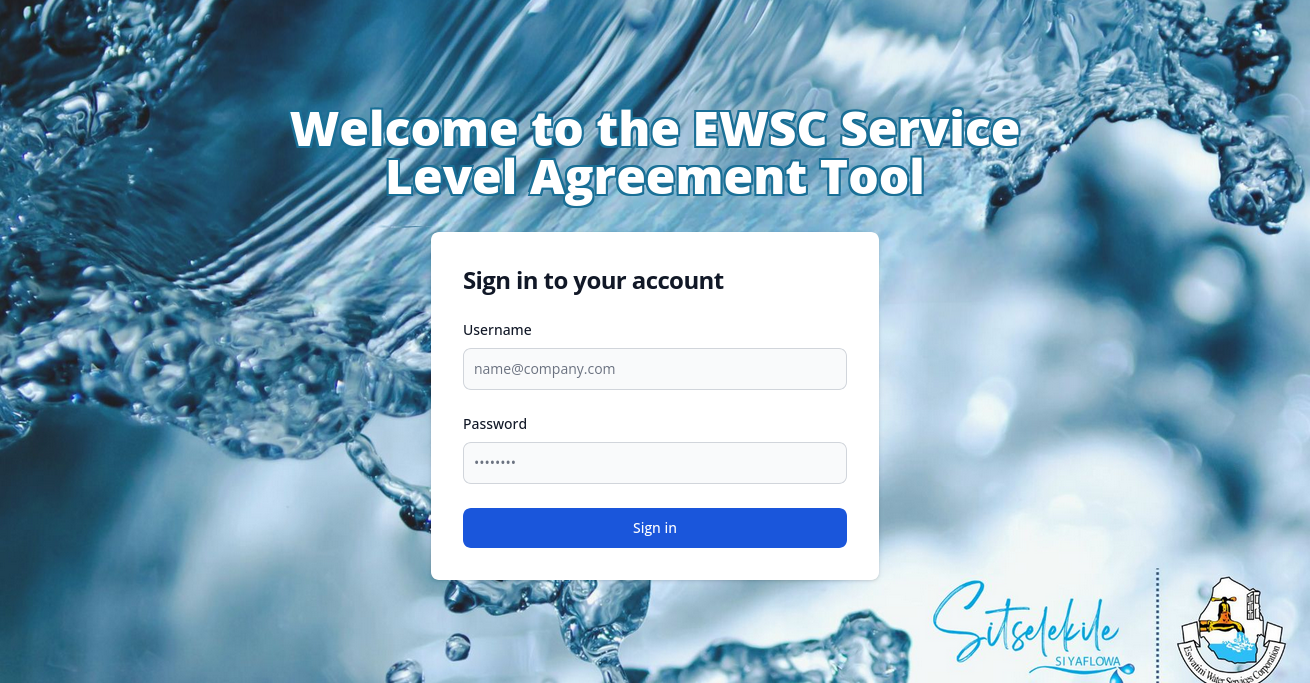 Welcome to the EWSC Service
Level Agreement Tool
Sign in to your account
Username
name@company.com
Password
••••••••
Sign in
Sitselekile
SIYAFLOWA
Eswatini Water Services Corporation